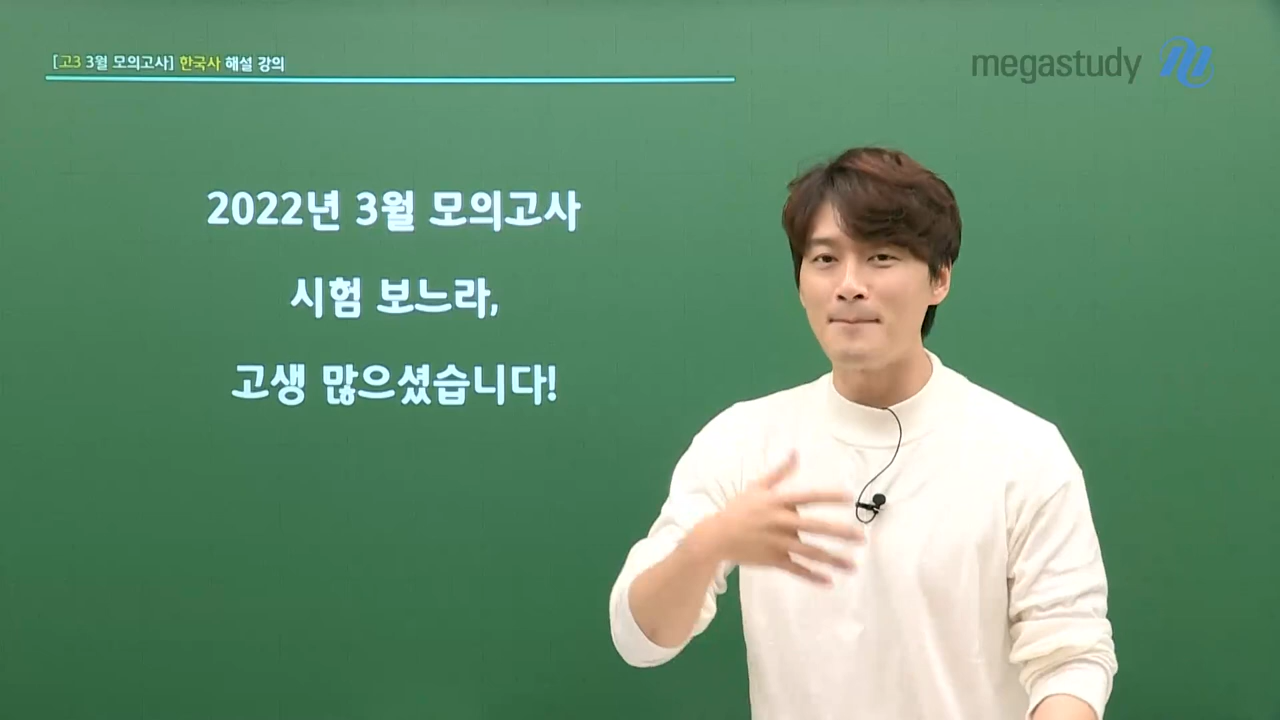 [고3 3월 모의고사] 한국사 해설 강의
megastudy
2022년 3월 모의고사
시험 보느라,
고생 많으셨습니다!